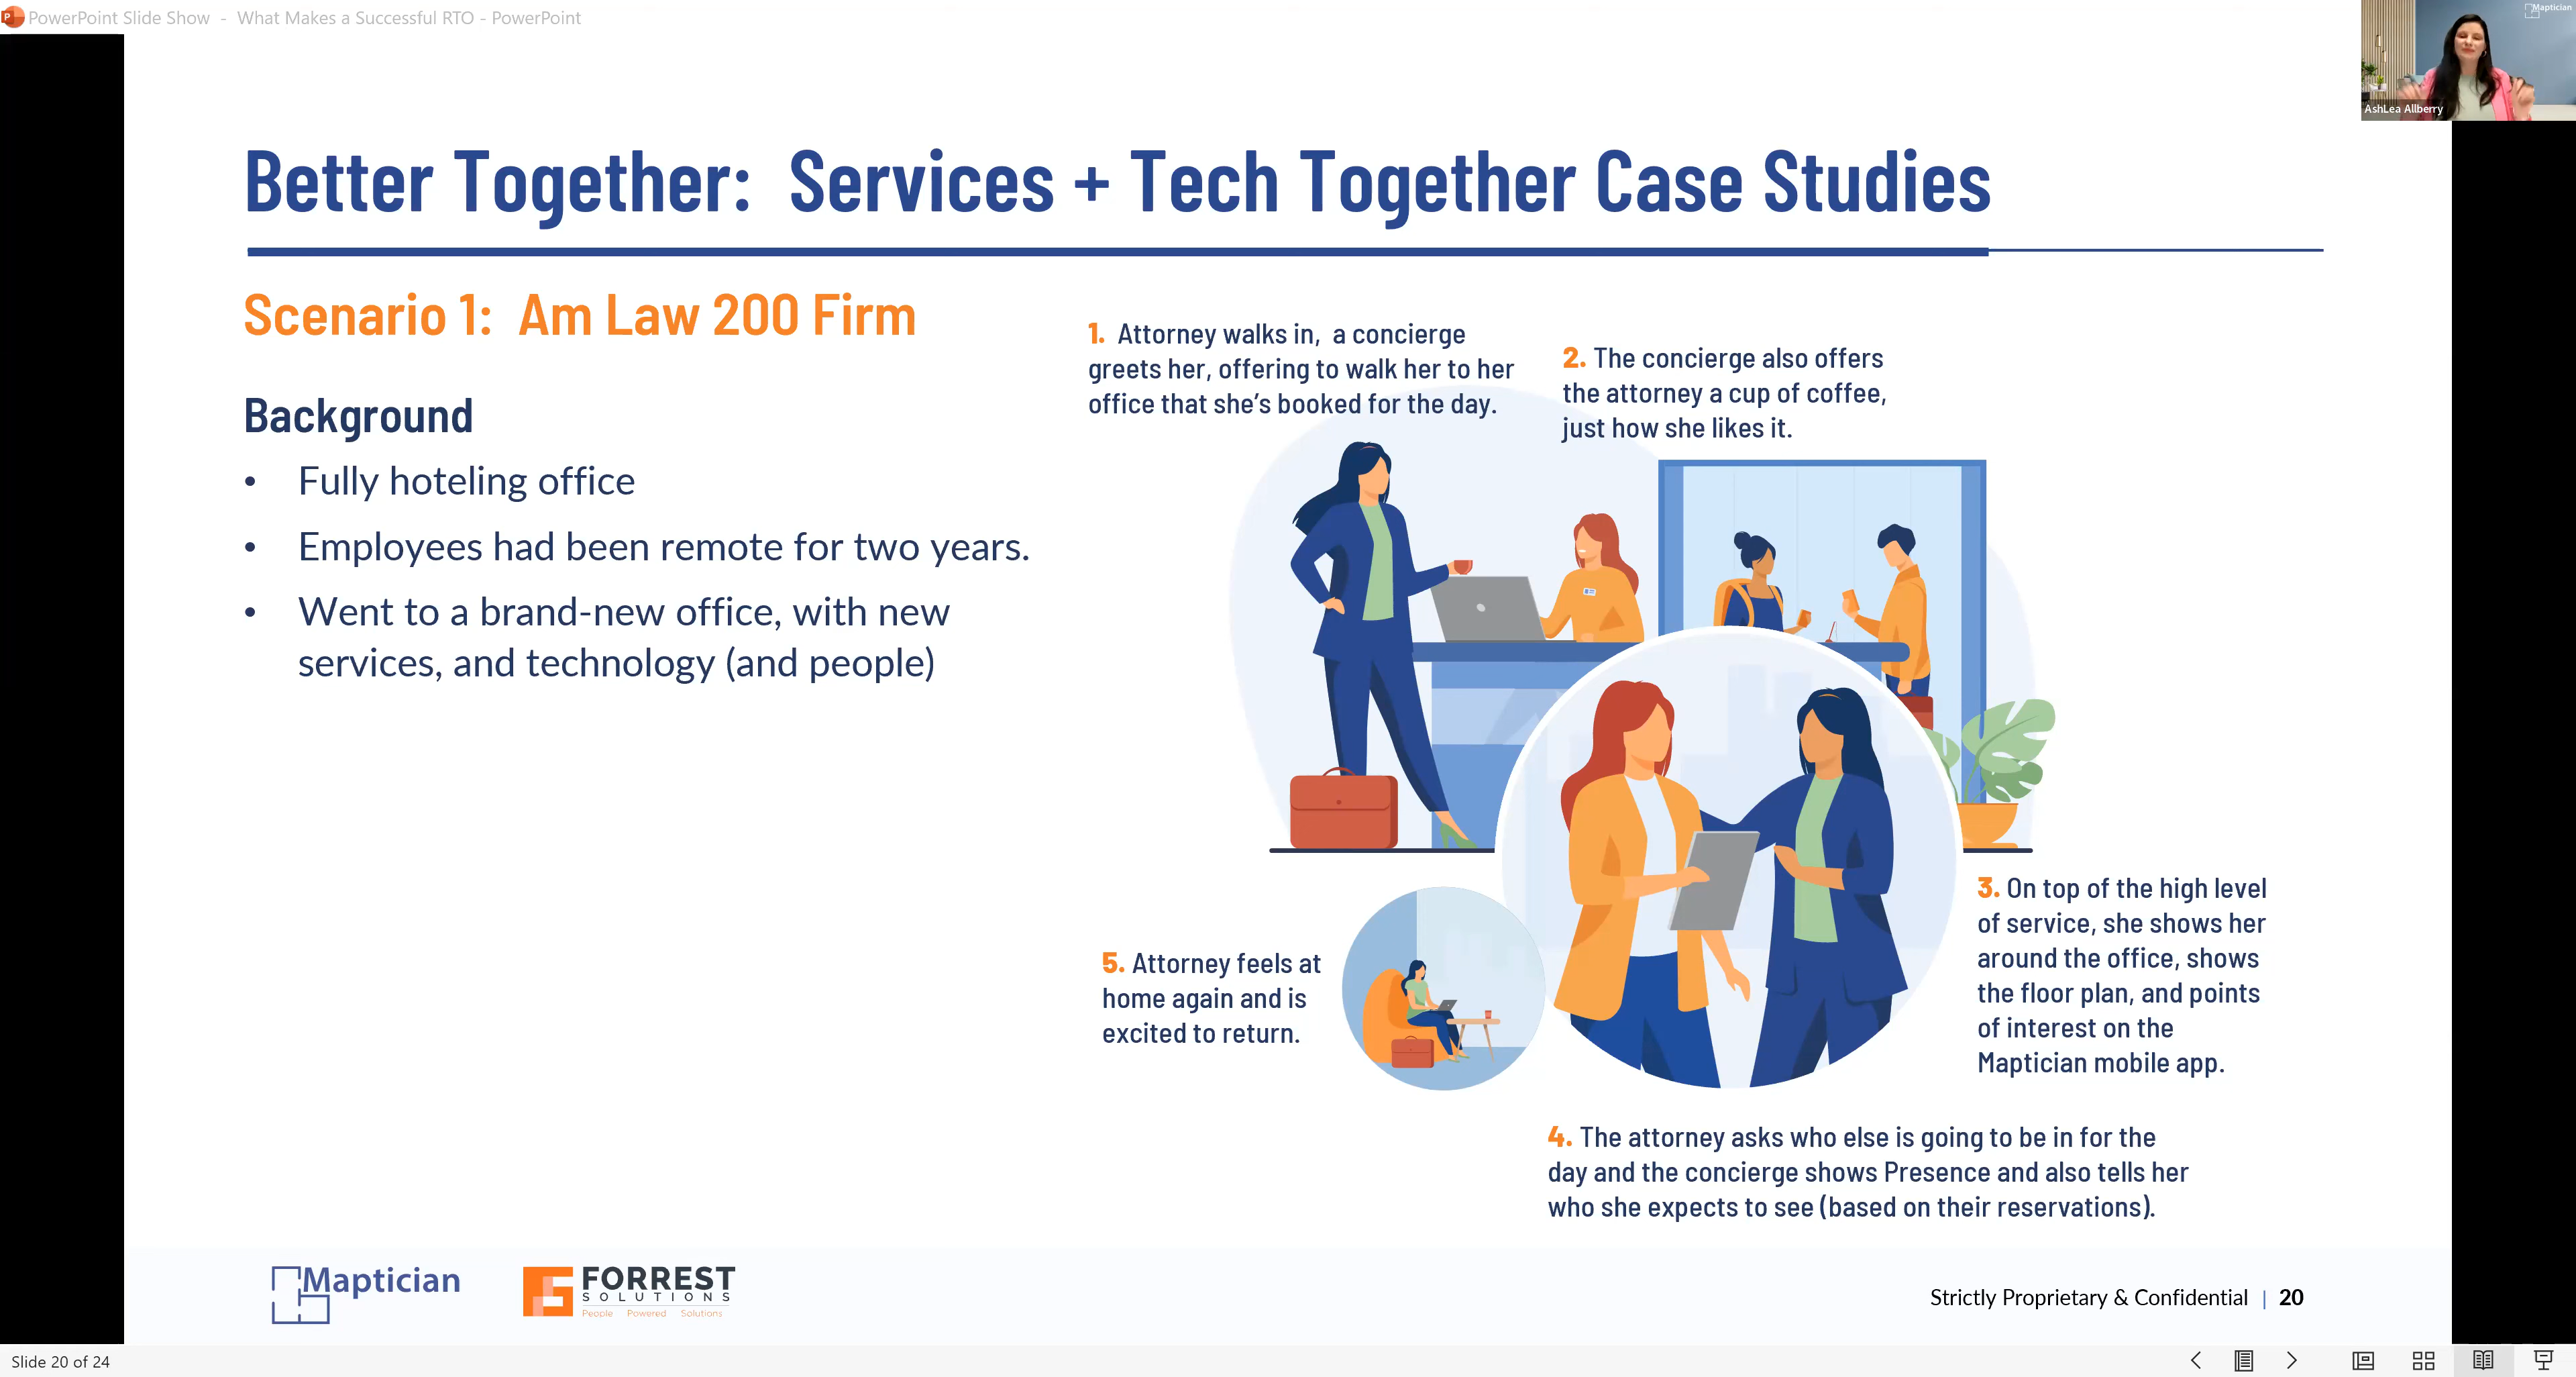 PowerPoint Slide Show - What Makes a Successful RTO - PowerPoint
Maptician
AshLea Allberry
Better Together: Services + Tech Together Case Studies
Scenario 1: Am Law 200 Firm
Background
• Fully hoteling office
• Employees had been remote for two years.
• Went to a brand-new office, with new
services, and technology (and people)
1. Attorney walks in, a concierge
greets her, offering to walk her to her
office that she's booked for the day.
2. The concierge also offers
the attorney a cup of coffee,
just how she likes it.
3. On top of the high level
of service, she shows her
around the office, shows
the floor plan, and points
of interest on the
Maptician mobile app.
4. The attorney asks who else is going to be in for the
day and the concierge shows Presence and also tells her
who she expects to see (based on their reservations).
5. Attorney feels at
home again and is
excited to return.
Maptician
FORREST
SOLUTIONS
People Powered Solutions
Strictly Proprietary & Confidential | 20
Slide 20 of 24